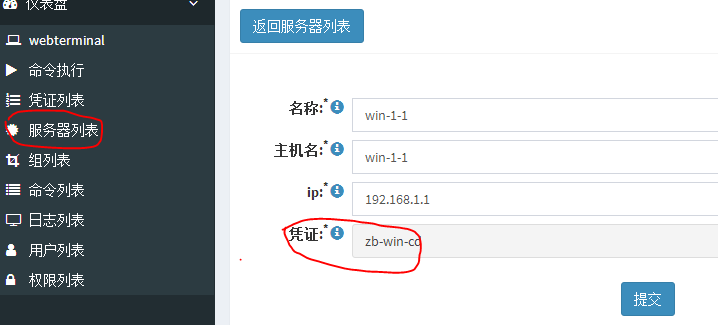 仪表盘
webterminal
命令执行
凭证列表
服务器列表
组列表
命令列表
日志列表
用户列表
权限列表
返回服务器列表
名称:* win-1-1
主机名:* win-1-1
ip:* 192.168.1.1
凭证:* zb-win-cd
提交